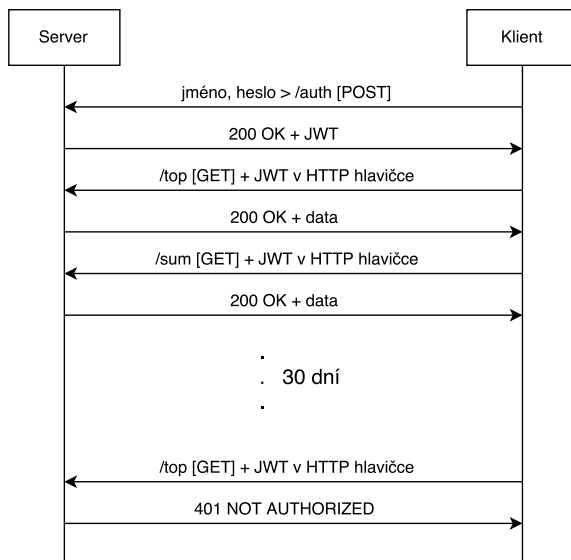 Server
Klient
jméno, heslo > /auth [POST]
200 OK + JWT
/top [GET] + JWT v HTTP hlavičce
200 OK + data
/sum [GET] + JWT v HTTP hlavičce
200 OK + data
30 dní
/top [GET] + JWT v HTTP hlavičce
401 NOT AUTHORIZED